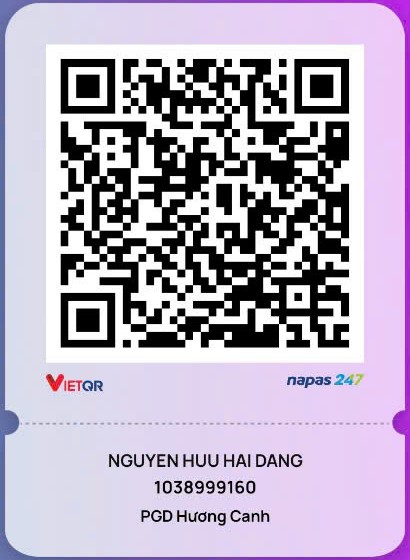 VIETQR
napas 247
NGUYEN HUU HAI DANG
1038999160
PGD Hương Canh